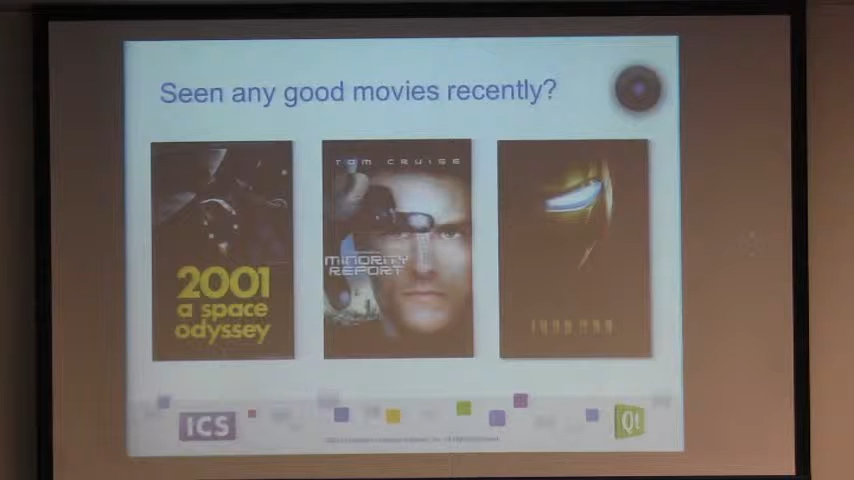 Seen any good movies recently?
2001
a space
odyssey
TOM CRUISE
MINORITY
REPORT
IRON MAN
ICS
Qt